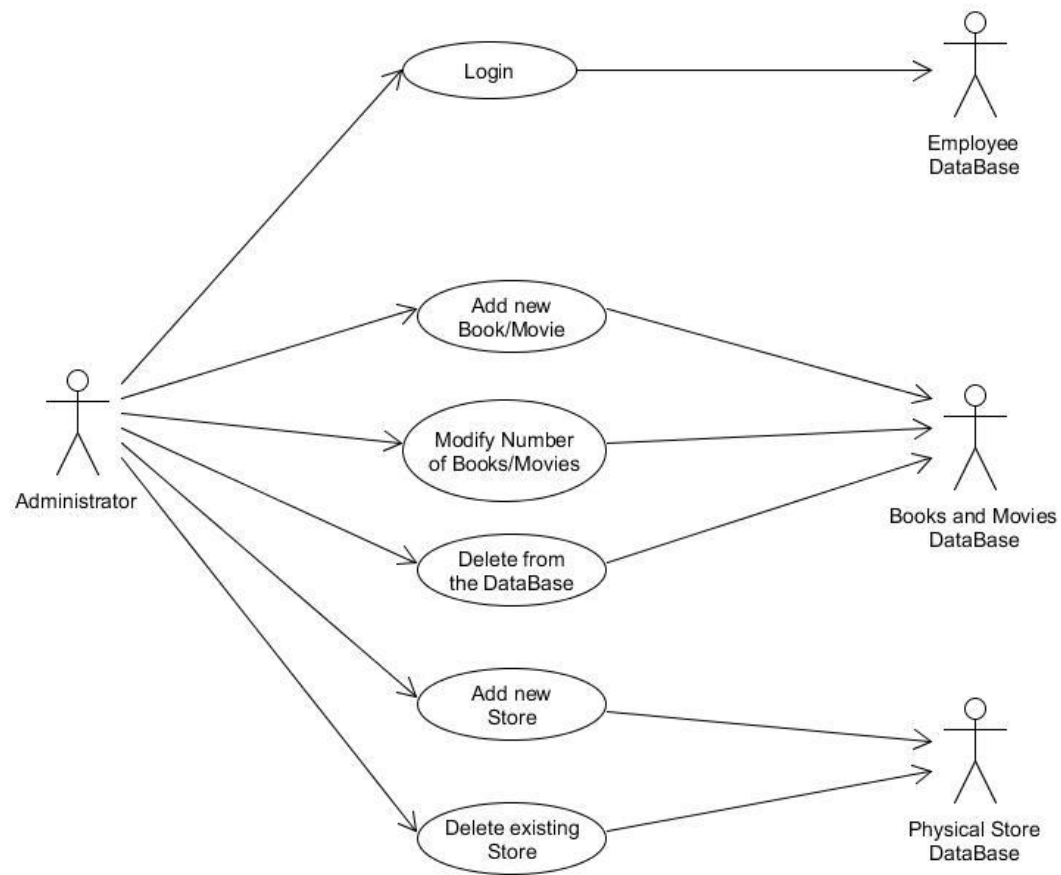 Login
Employee
DataBase
Add new
Book/Movie
Administrator
Modify Number
of Books/Movies
Books and Movies
DataBase
Delete from
the DataBase
Add new
Store
Physical Store
DataBase
Delete existing
Store